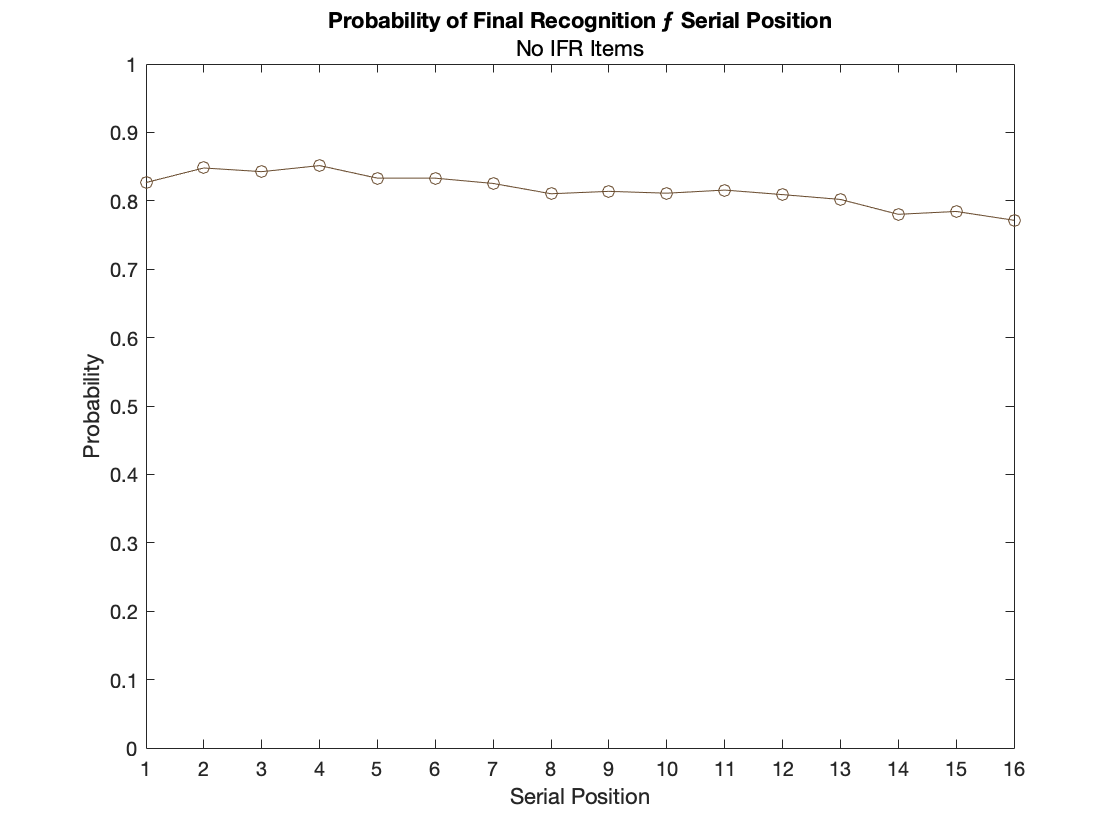 Probability of Final Recognition ƒ Serial Position
No IFR Items
1
0.9
0.8
0.7
0.6
0.5
0.4
0.3
0.2
0.1
0
Probability
1 2 3 4 5 6 7 8 9 10 11 12 13 14 15 16
Serial Position